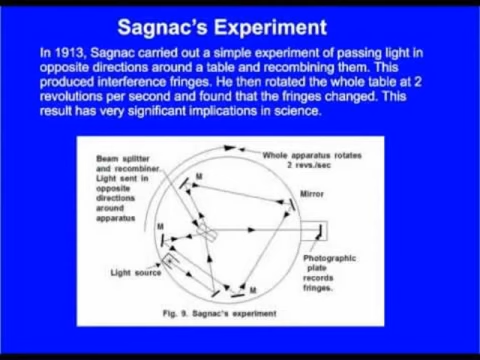 Sagnac's Experiment
In 1913, Sagnac carried out a simple experiment of passing light in
opposite directions around a table and recombining them. This
produced interference fringes. He then rotated the whole table at 2
revolutions per second and found that the fringes changed. This
result has very significant implications in science.
Beam splitter
and recombiner.
Light sent in
opposite
directions
around
apparatus
Whole apparatus rotates
2 revs./sec
M
Mirror
M
Light source
M
Photographic
plate
records
fringes.
Fig. 9. Sagnac's experiment